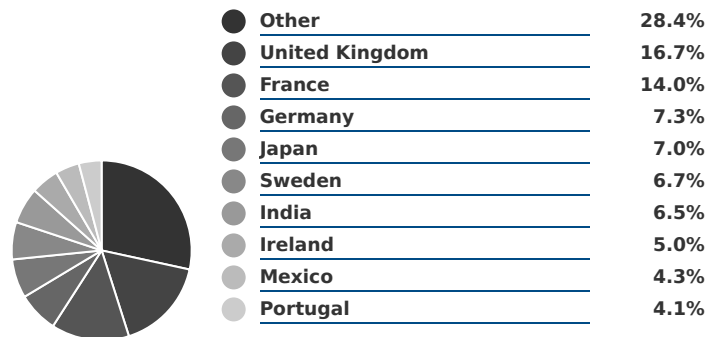 Other 28.4%
United Kingdom 16.7%
France 14.0%
Germany 7.3%
Japan 7.0%
Sweden 6.7%
India 6.5%
Ireland 5.0%
Mexico 4.3%
Portugal 4.1%